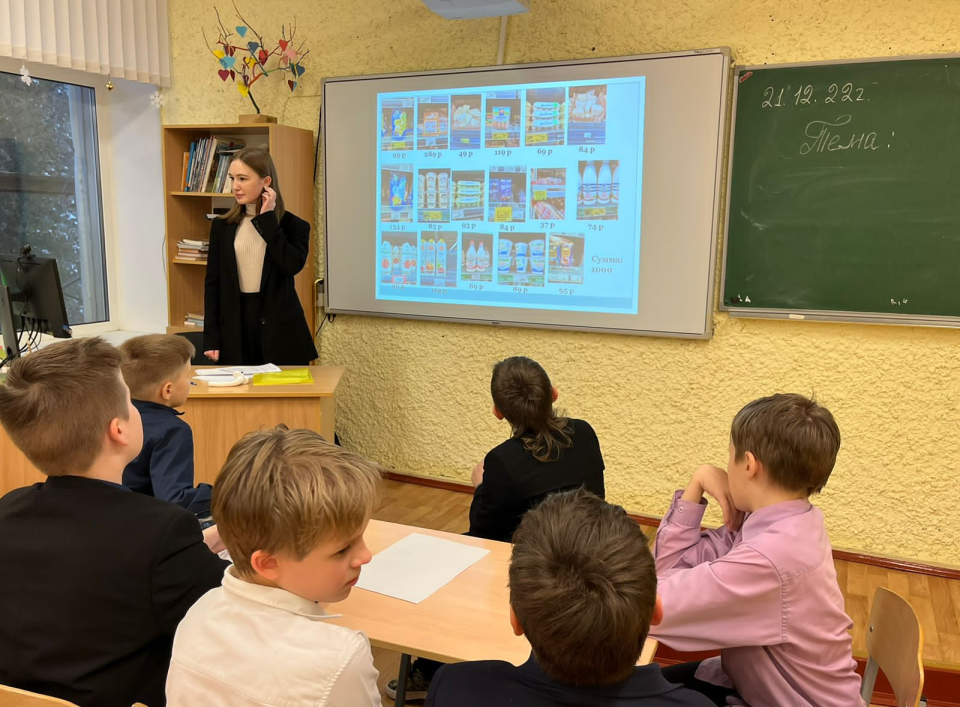 99 р 289 р 49 р 119 р 69 р 84 р
85 р 93 р 84 р 37 р 74 р
89 р 89 р 95 р
Сумма:
1000
21.12.22г.
Тема: